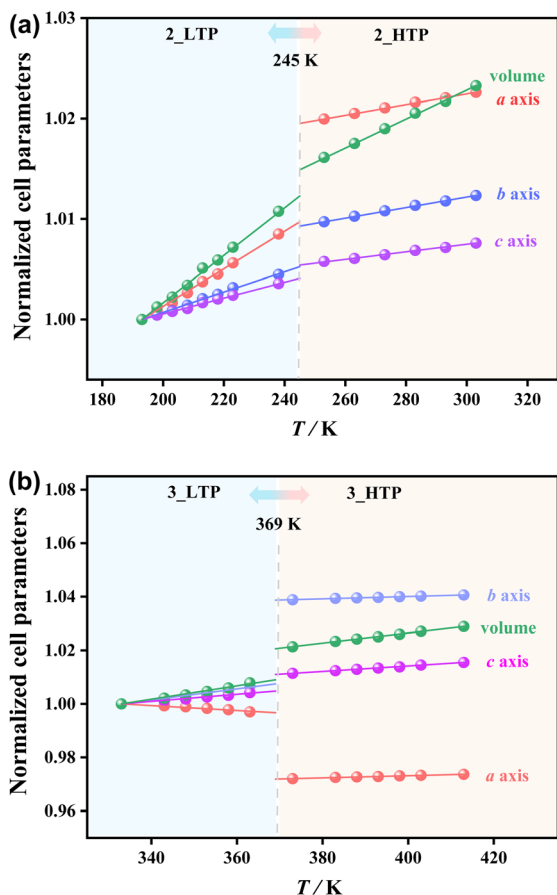 (a)
1.03
1.02
1.01
1.00
Normalized cell parameters
2_LTP
2_HTP
245 K
volume
a axis
b axis
c axis
180 200 220 240 260 280 300 320
T / K
(b)
1.08
1.06
1.04
1.02
1.00
0.98
0.96
Normalized cell parameters
3_LTP
3_HTP
369 K
b axis
volume
c axis
a axis
340 360 380 400 420
T / K